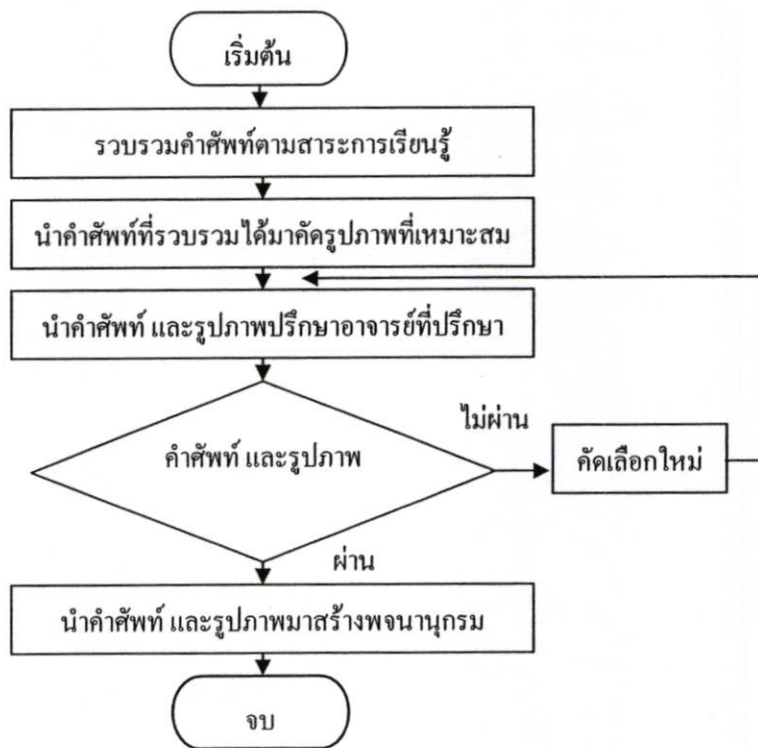 เริ่มต้น
รวบรวมคำศัพท์ตามสาระการเรียนรู้
นำคำศัพท์ที่รวบรวมได้มาคัดรูปภาพที่เหมาะสม
นำคำศัพท์ และรูปภาพปรึกษาอาจารย์ที่ปรึกษา
ไม่ผ่าน
คำศัพท์ และรูปภาพ
คัดเลือกใหม่
ผ่าน
นำคำศัพท์ และรูปภาพมาสร้างพจนานุกรม
จบ